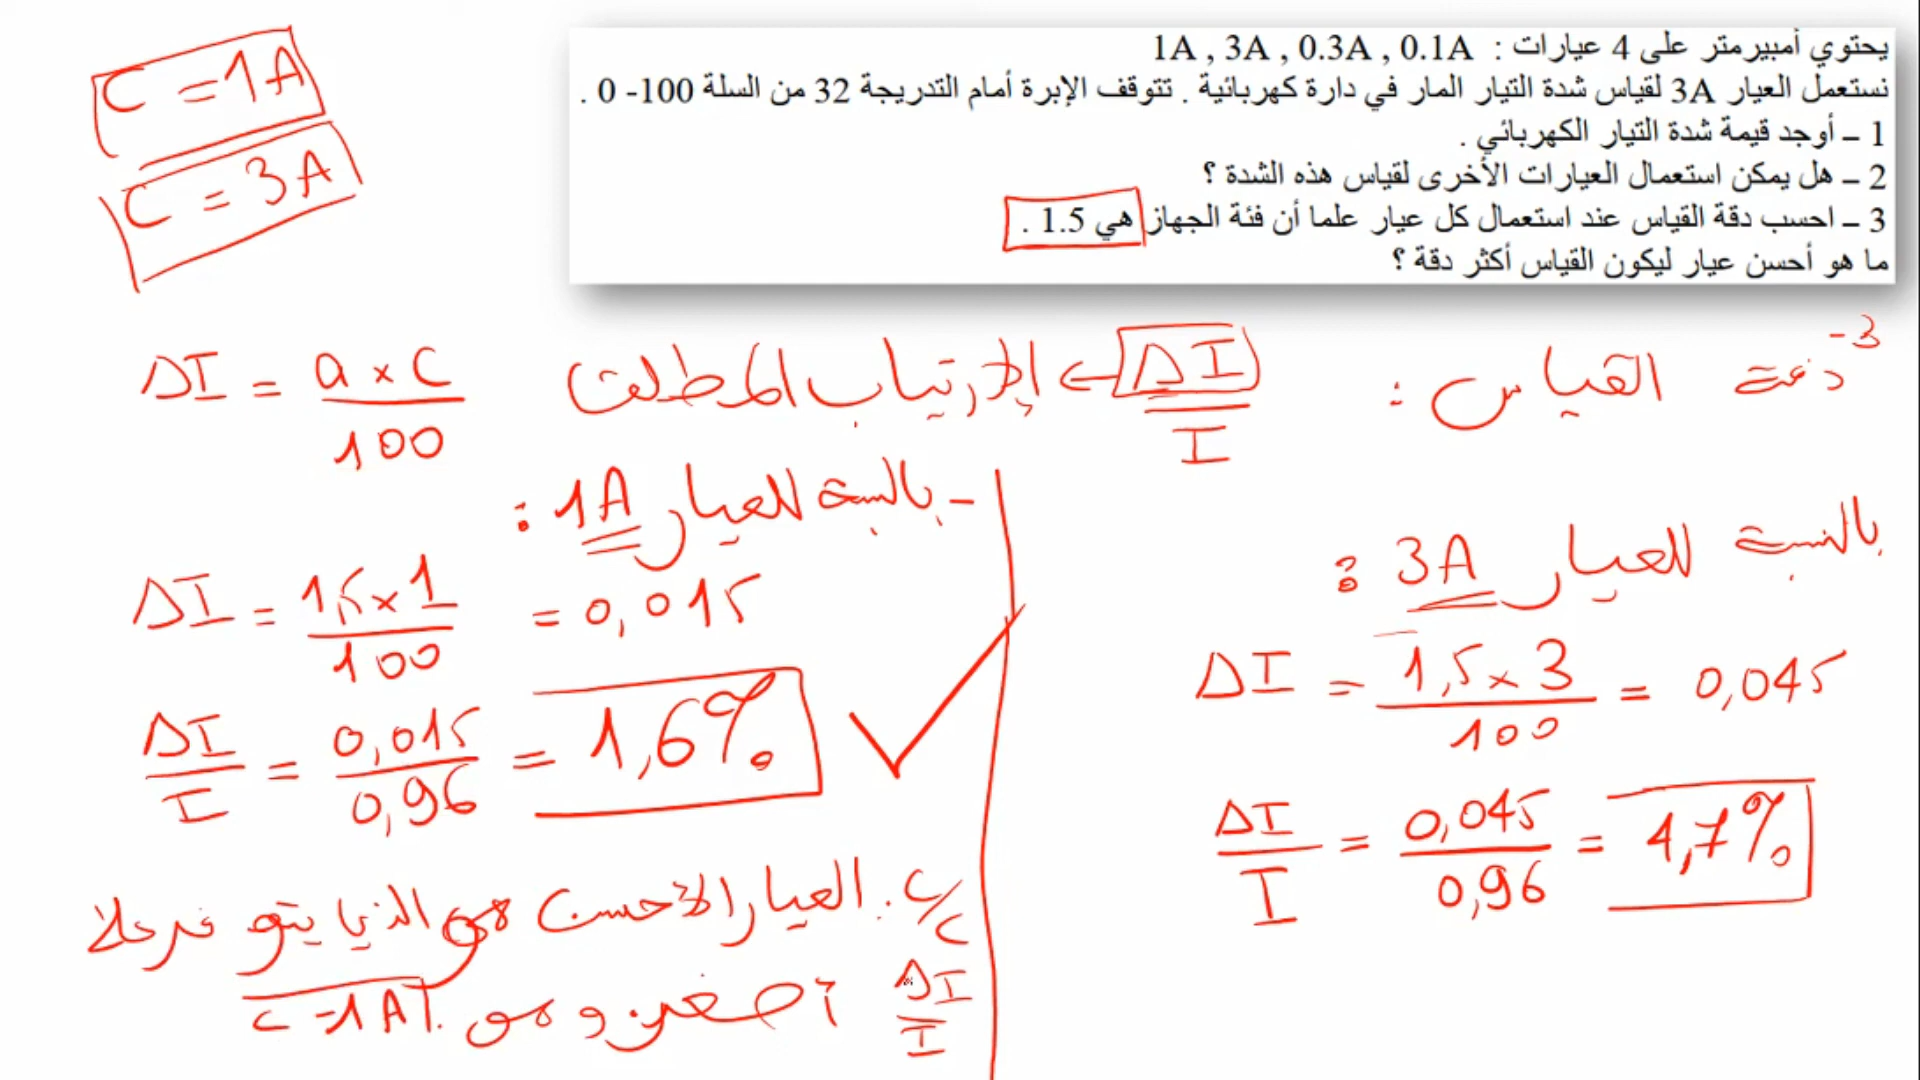 C = 1A
C = 3A
يحتوي أمبيرمتر على 4 عيارات : 1A , 3A , 0.3A , 0.1A
نستعمل العيار 3A لقياس شدة التيار المار في دارة كهربائية . تتوقف الإبرة أمام التدريجة 32 من السلة 100- 0 .
1 ــ أوجد قيمة شدة التيار الكهربائي .
2 ــ هل يمكن استعمال العيارات الأخرى لقياس هذه الشدة ؟
3 ــ احسب دقة القياس عند استعمال كل عيار علما أن فئة الجهاز هي 1.5 .
ما هو أحسن عيار ليكون القياس أكثر دقة ؟
3 -
دقة القياس : ΔI / I ← الإرتياب المطلق
ΔI = a × C / 100
بالنسبة للعيار 3A :
ΔI = 1,5 × 3 / 100 = 0,045
ΔI / I = 0,045 / 0,96 = 4,7%
- بالنسبة للعيار 1A :
ΔI = 1,5 × 1 / 100 = 0,015
ΔI / I = 0,015 / 0,96 = 1,6%
C/C : العيار الأحسن هو الذي يتوفر على
ΔI / I أصغر وهو C = 1A